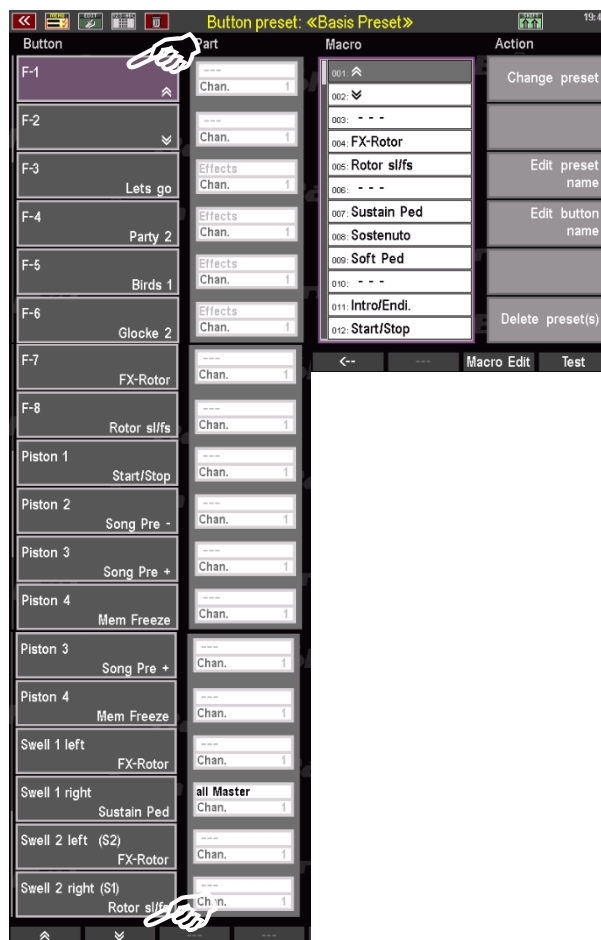 MENU
EDIT
Button preset: «Basis Preset»
SHIFT
19:4
Button
Part
Macro
Action
F-1
---
Chan. 1
F-2
---
Chan. 1
F-3
Lets go
Effects
Chan. 1
F-4
Party 2
Effects
Chan. 1
F-5
Birds 1
Effects
Chan. 1
F-6
Glocke 2
Effects
Chan. 1
F-7
FX-Rotor
---
Chan. 1
F-8
Rotor sl/fs
---
Chan. 1
Piston 1
Start/Stop
---
Chan. 1
Piston 2
Song Pre -
---
Chan. 1
Piston 3
Song Pre +
---
Chan. 1
Piston 4
Mem Freeze
---
Chan. 1
Piston 3
Song Pre +
---
Chan. 1
Piston 4
Mem Freeze
---
Chan. 1
Swell 1 left
FX-Rotor
---
Chan. 1
Swell 1 right
Sustain Ped
all Master
Chan. 1
Swell 2 left (S2)
FX-Rotor
---
Chan. 1
Swell 2 right (S1)
Rotor sl/fs
---
Chan. 1
--- ---
001:
002:
003: - - -
004: FX-Rotor
005: Rotor sl/fs
006: - - -
007: Sustain Ped
008: Sostenuto
009: Soft Ped
010: - - -
011: Intro/Endi.
012: Start/Stop
Change preset
Edit preset
name
Edit button
name
Delete preset(s)
<-- --- Macro Edit Test